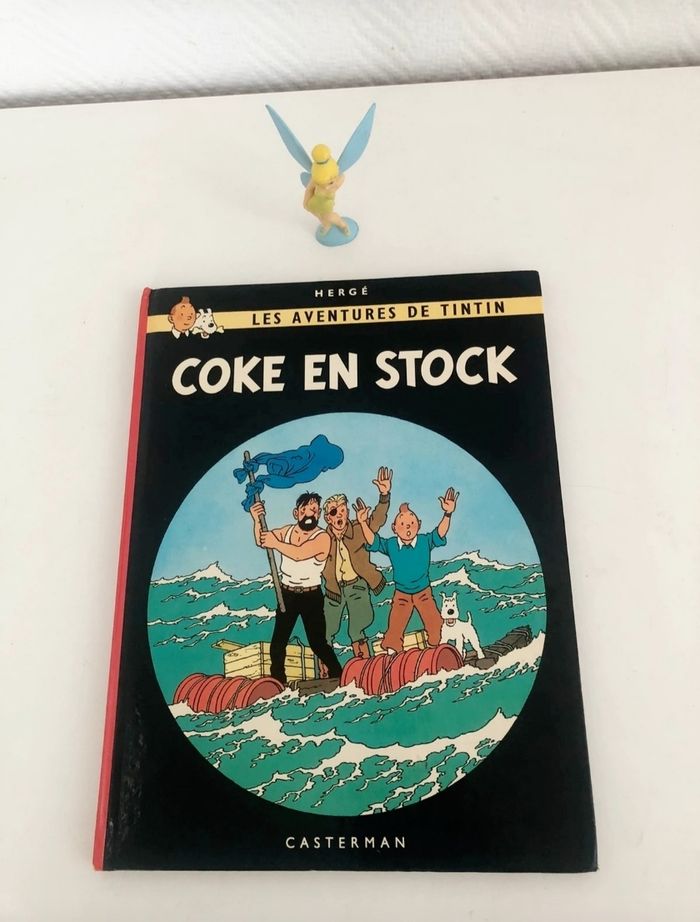 HERGÉ
LES AVENTURES DE TINTIN
COKE EN STOCK
CASTERMAN